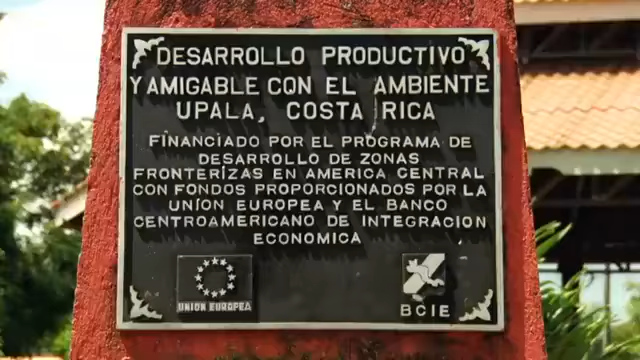 DESARROLLO PRODUCTIVO
Y AMIGABLE CON EL AMBIENTE
UPALA, COSTA RICA
FINANCIADO POR EL PROGRAMA DE
DESARROLLO DE ZONAS
FRONTERIZAS EN AMERICA CENTRAL
CON FONDOS PROPORCIONADOS POR LA
UNION EUROPEA Y EL BANCO
CENTROAMERICANO DE INTEGRACION
ECONOMICA
UNION EUROPEA
BCIE